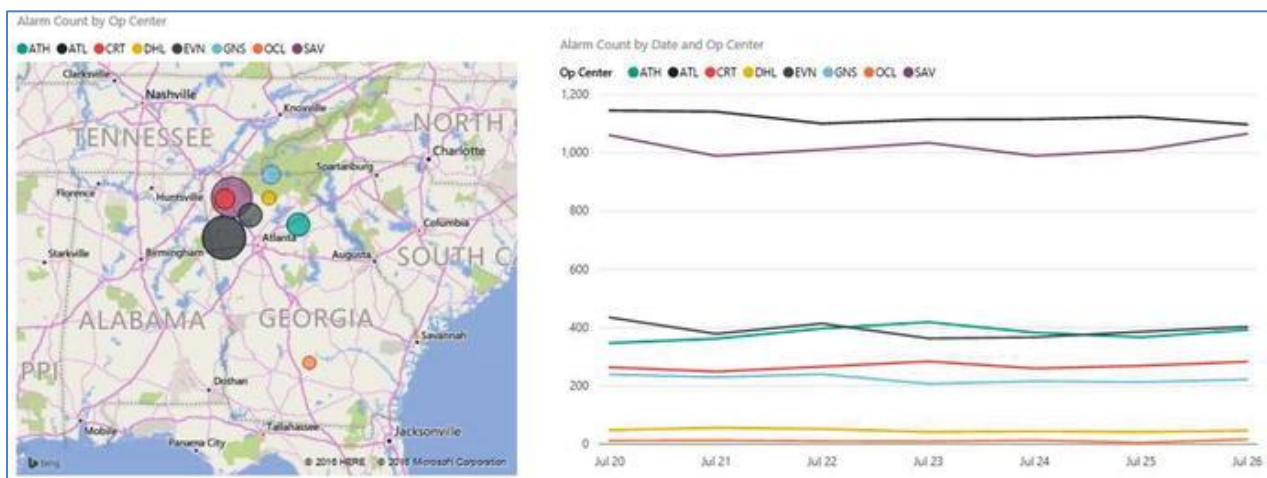 Alarm Count by Op Center
ATH ATL CRT DHL EVN GNS OCL SAV
Clarksville
Nashville
Knoxville
TENNESSEE
NORTH
Charlotte
Spartanburg
Florence
Huntsville
Columbia
Atlanta
Birmingham
Starkville
Augusta
SOUTH C
ALABAMA
GEORGIA
Savannah
PPI
Dothan
Mobile
Tallahassee
Jacksonville
Panama City
bing
© 2016 HERE © 2016 Microsoft Corporation
Alarm Count by Date and Op Center
Op Center ATH ATL CRT DHL EVN GNS OCL SAV
1,200
1,000
800
600
400
200
0
Jul 20 Jul 21 Jul 22 Jul 23 Jul 24 Jul 25 Jul 26